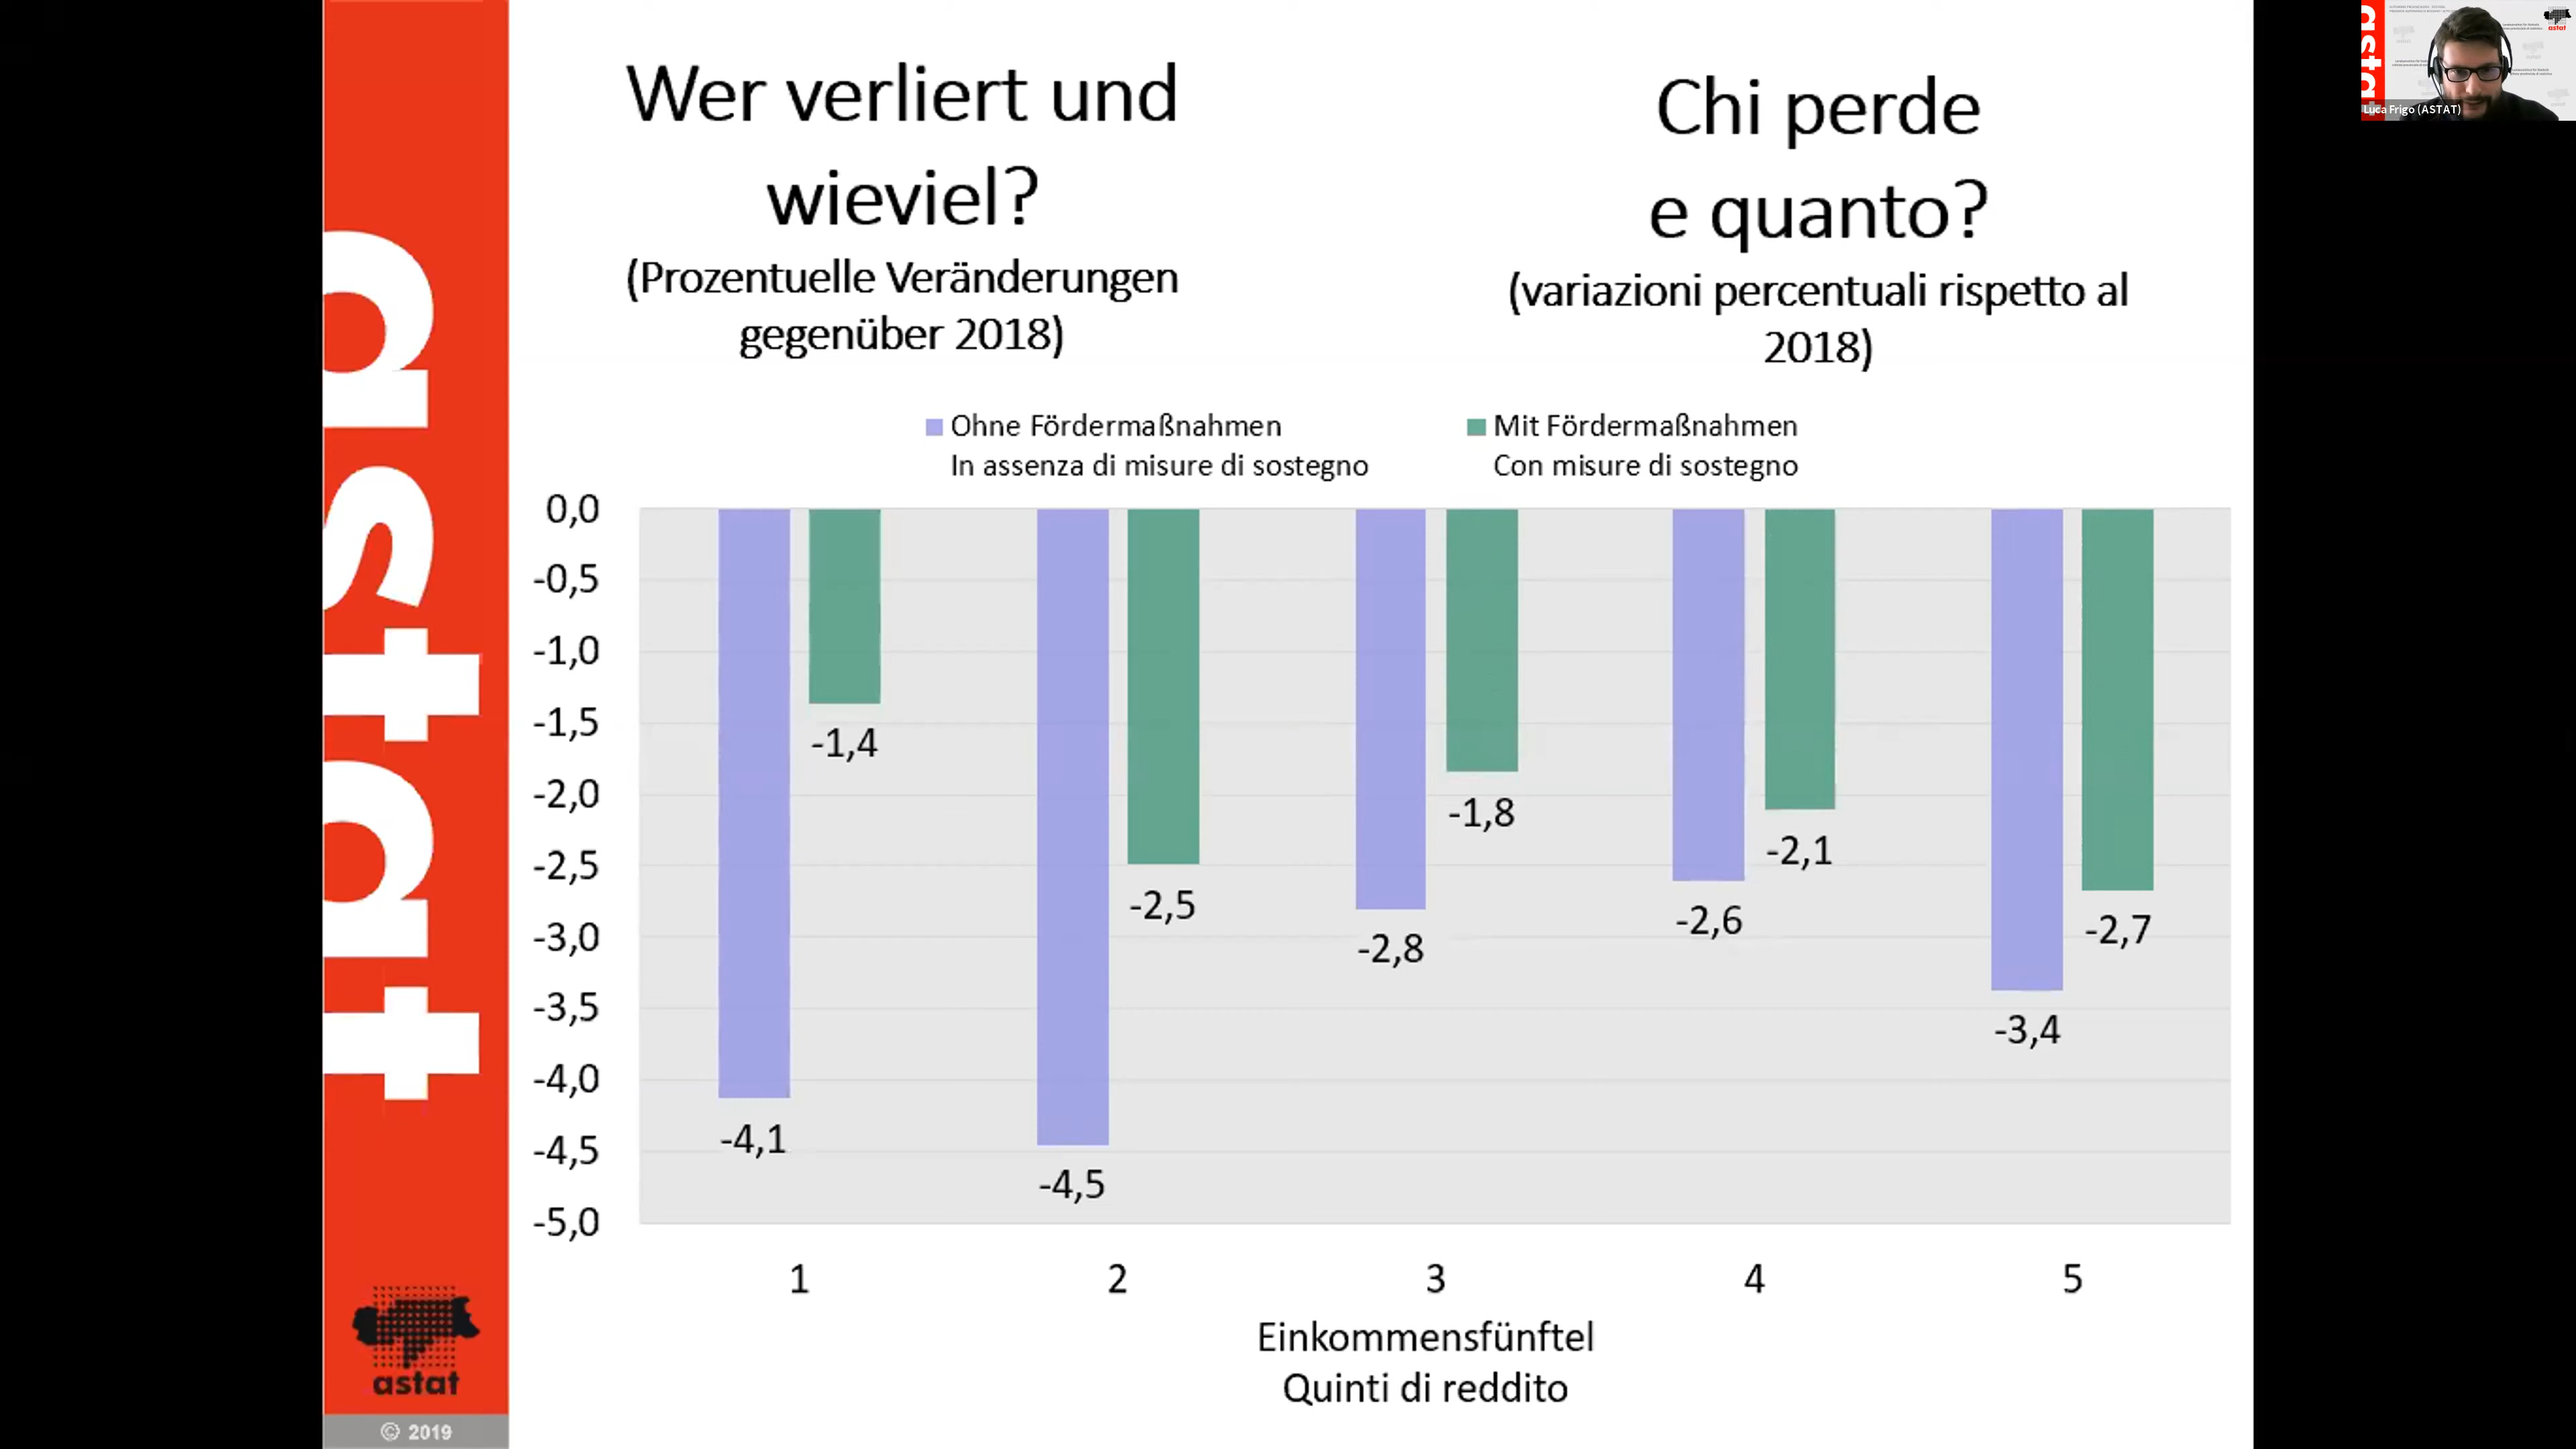 Wer verliert und
wieviel?
(Prozentuelle Veränderungen
gegenüber 2018)
Chi perde
e quanto?
(variazioni percentuali rispetto al
2018)
Ohne Fördermaßnahmen
In assenza di misure di sostegno
Mit Fördermaßnahmen
Con misure di sostegno
0,0
-0,5
-1,0
-1,5
-2,0
-2,5
-3,0
-3,5
-4,0
-4,5
-5,0
-4,1
-1,4
-4,5
-2,5
-2,8
-1,8
-2,6
-2,1
-3,4
-2,7
1 2 3 4 5
Einkommensfünftel
Quinti di reddito
astat
astat
© 2019
astat
astat
Luca Frigo (ASTAT)